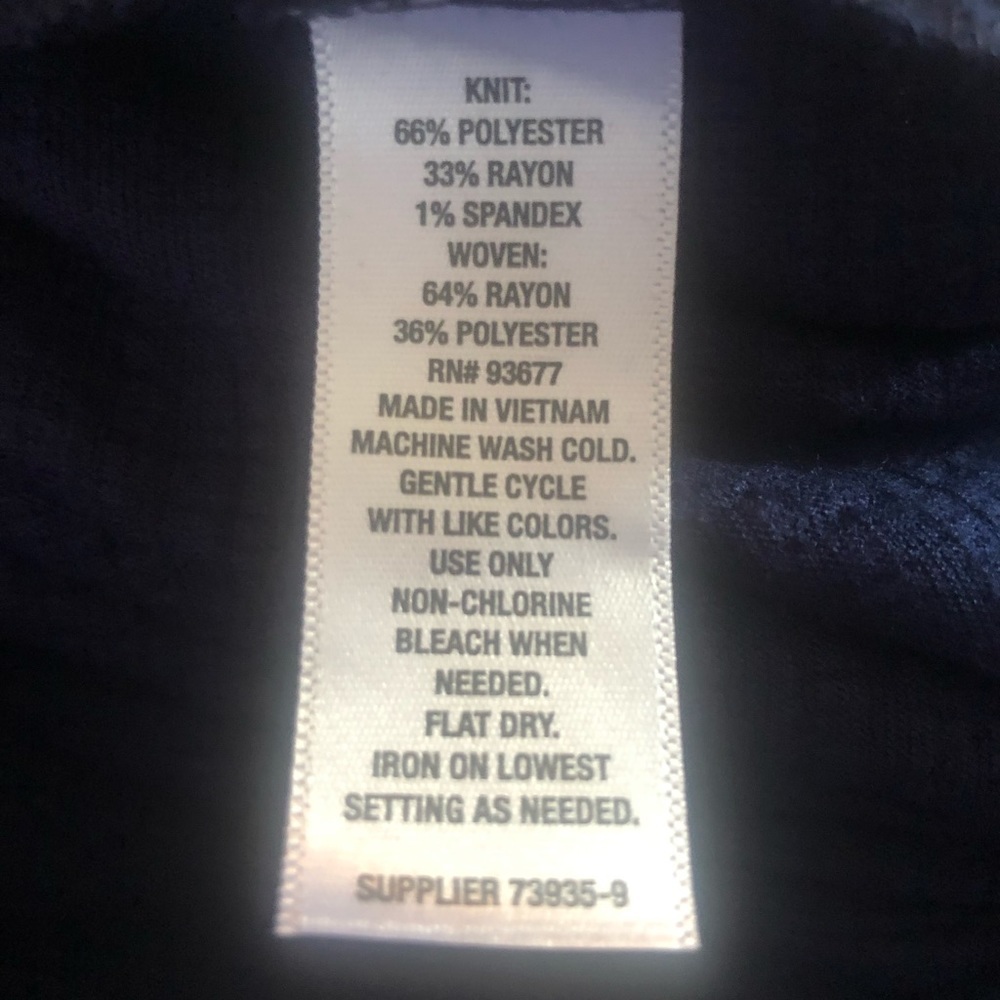 KNIT:
66% POLYESTER
33% RAYON
1% SPANDEX
WOVEN:
64% RAYON
36% POLYESTER
RN# 93677
MADE IN VIETNAM
MACHINE WASH COLD.
GENTLE CYCLE
WITH LIKE COLORS.
USE ONLY
NON-CHLORINE
BLEACH WHEN
NEEDED.
FLAT DRY.
IRON ON LOWEST
SETTING AS NEEDED.
SUPPLIER 73935-9